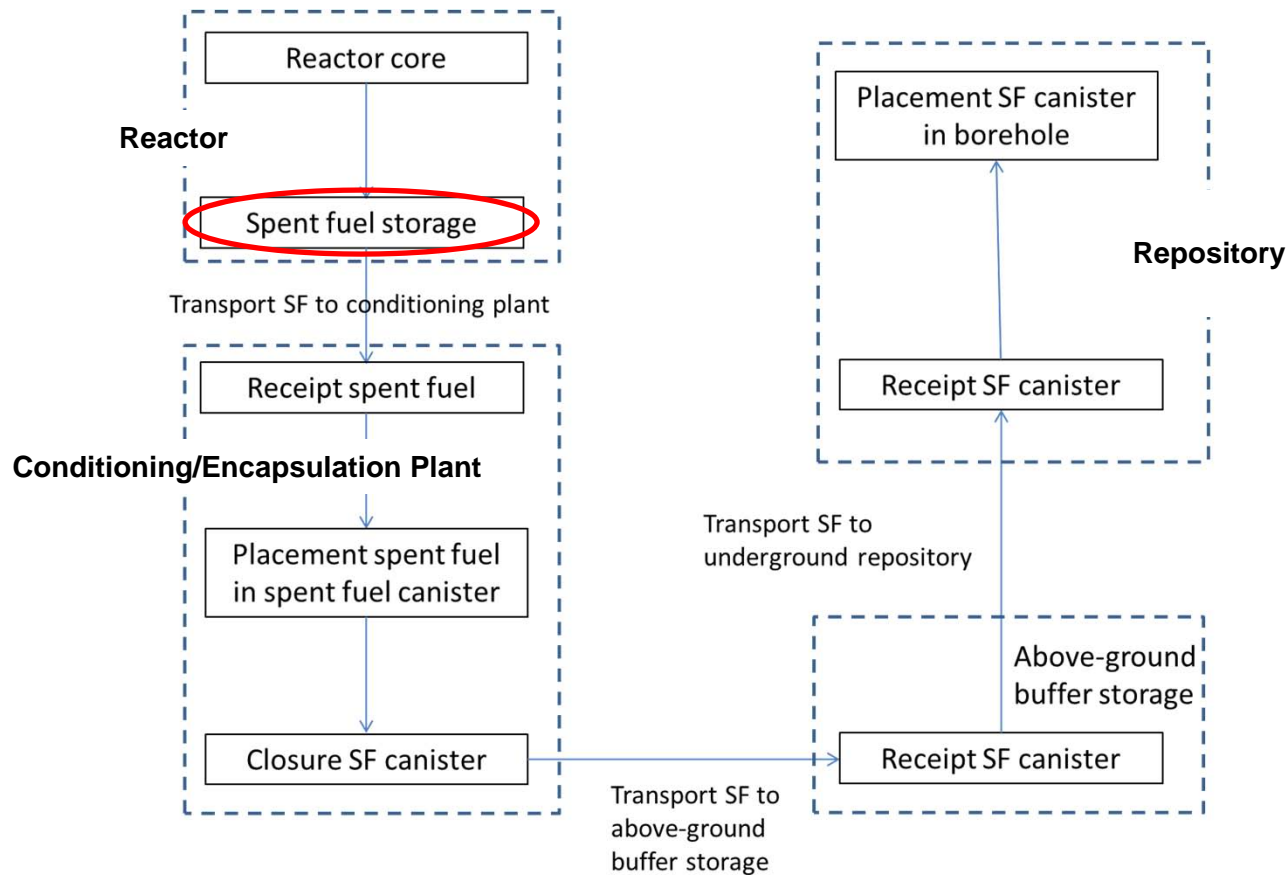 Reactor core
Reactor
Spent fuel storage
Transport SF to conditioning plant
Receipt spent fuel
Conditioning/Encapsulation Plant
Placement spent fuel
in spent fuel canister
Closure SF canister
Transport SF to
above-ground
buffer storage
Above-ground
buffer storage
Receipt SF canister
Transport SF to
underground repository
Receipt SF canister
Repository
Placement SF canister
in borehole